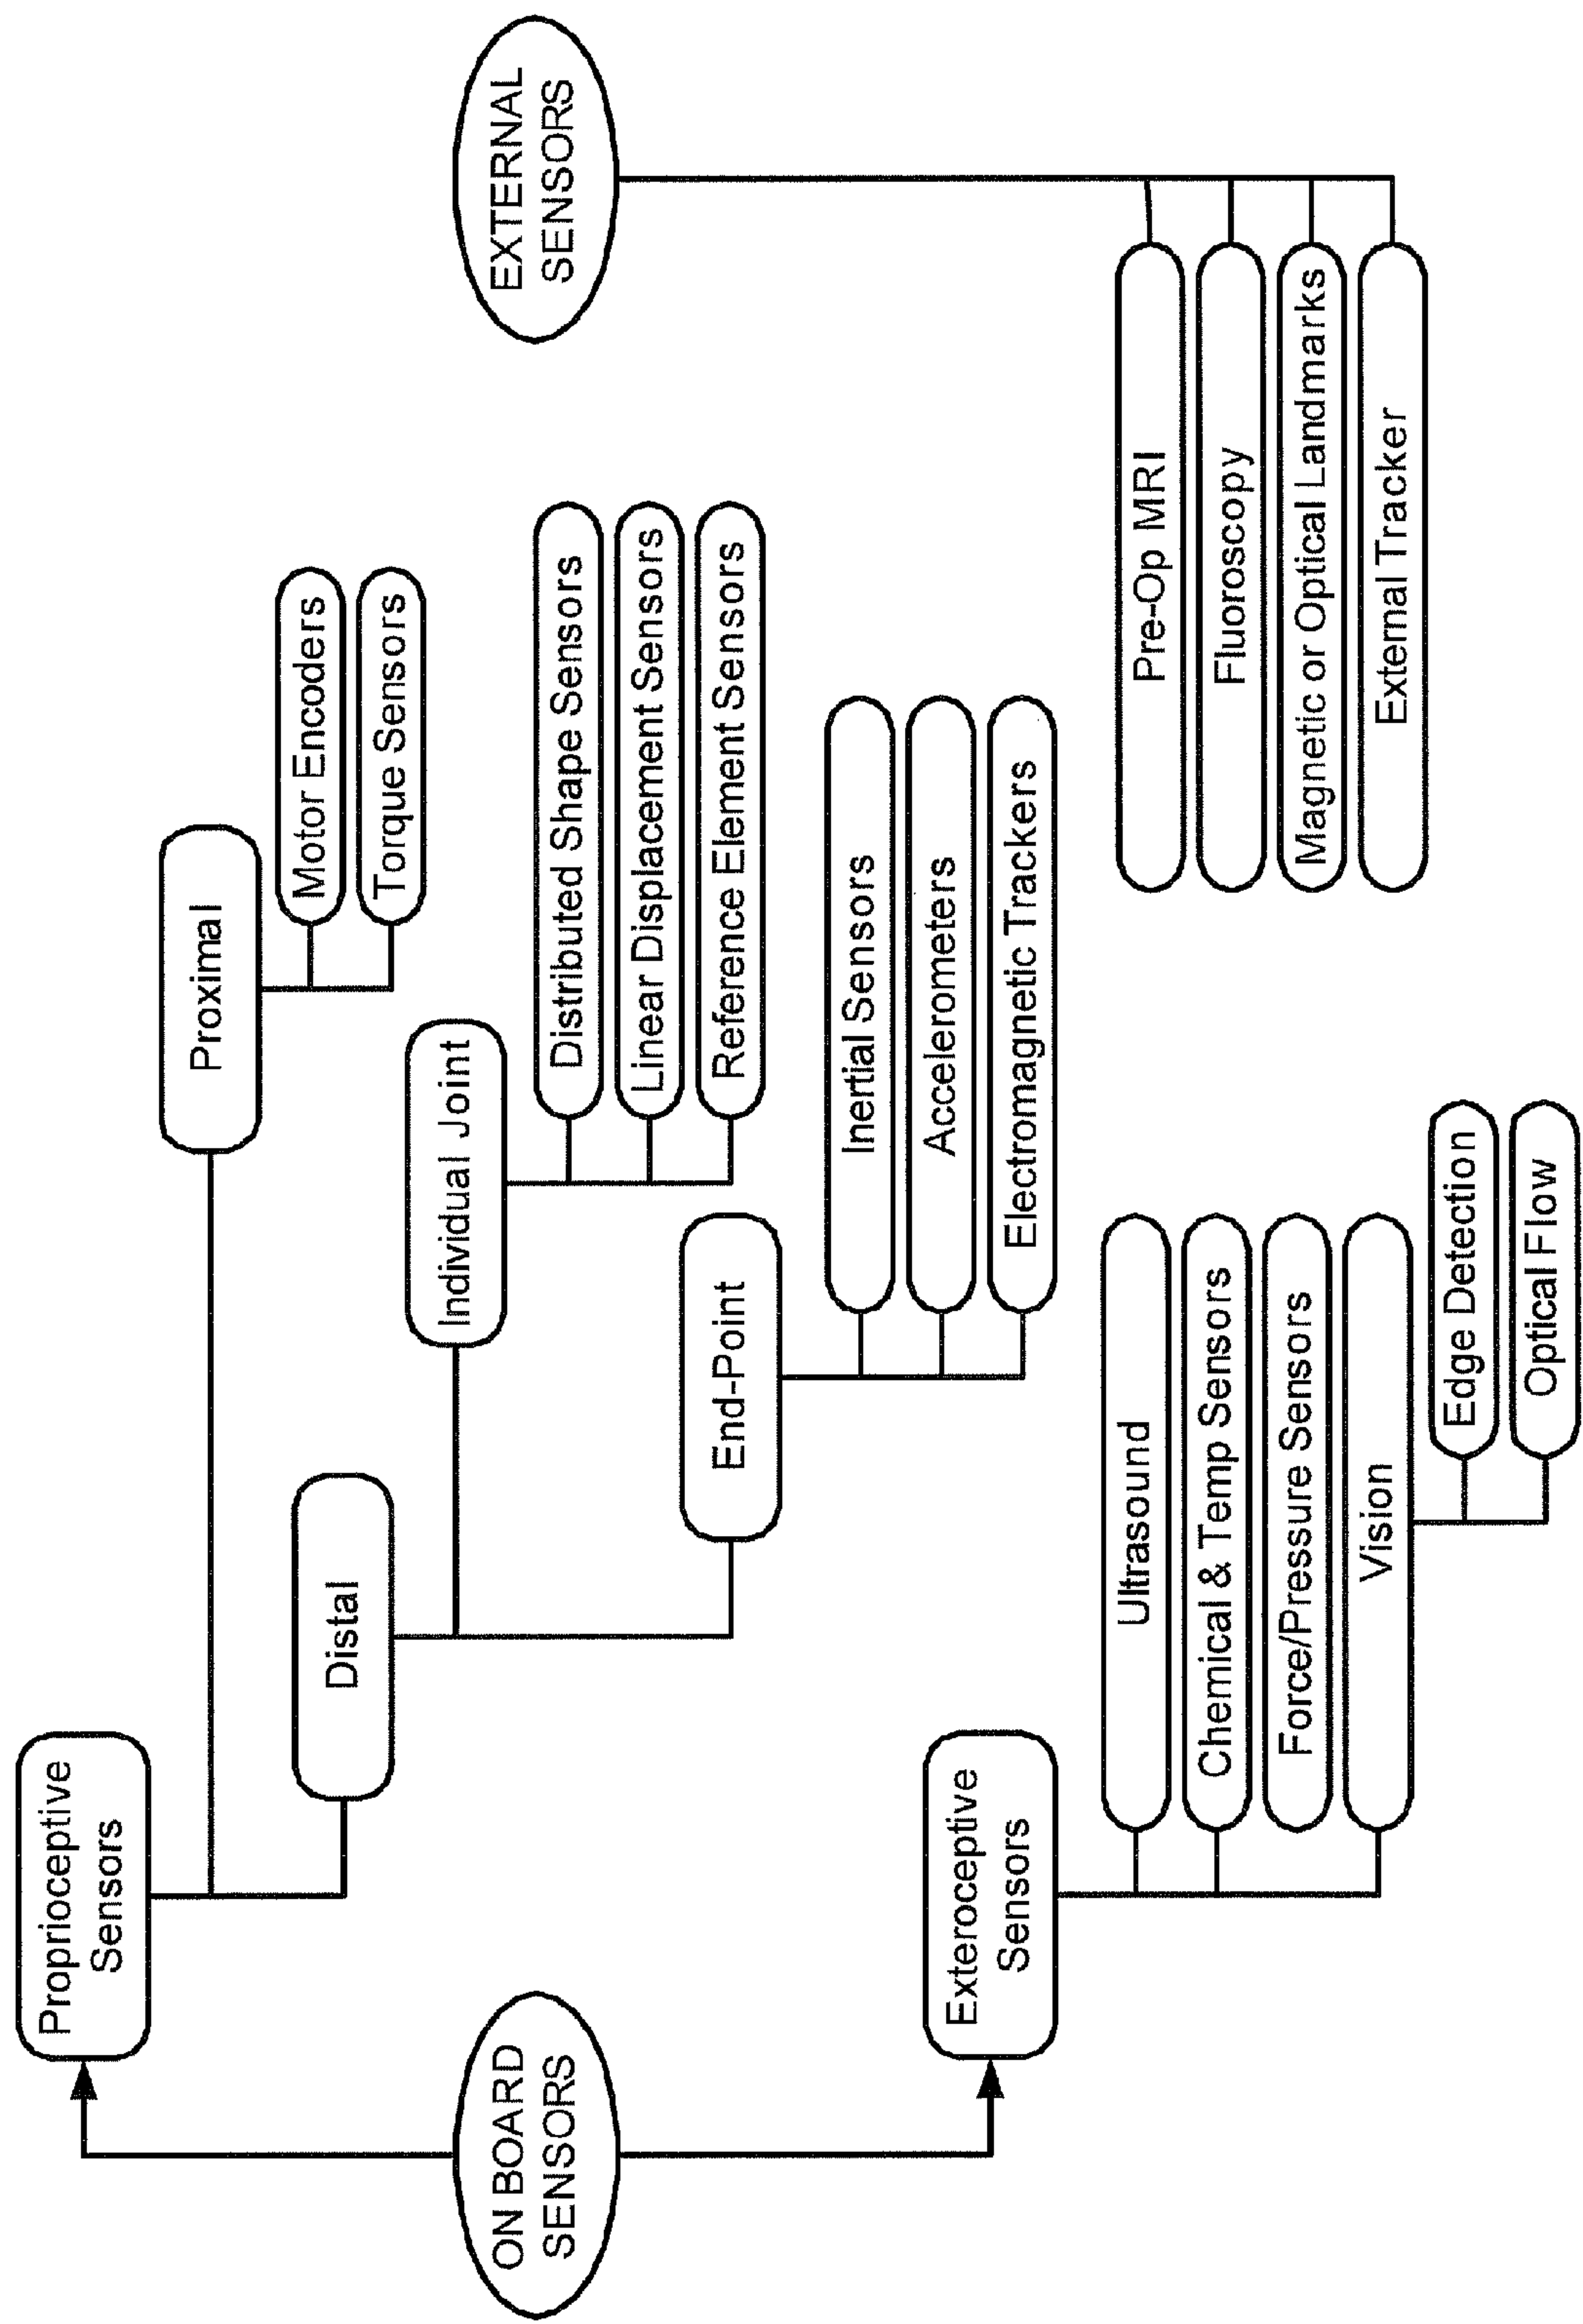 Proprioceptive
Sensors
Proximal
Motor Encoders
Torque Sensors
Distal
Individual Joint
Distributed Shape Sensors
Linear Displacement Sensors
Reference Element Sensors
End-Point
Inertial Sensors
Accelerometers
Electromagnetic Trackers
ON BOARD
SENSORS
EXTERNAL
SENSORS
Exteroceptive
Sensors
Ultrasound
Chemical & Temp Sensors
Force/Pressure Sensors
Vision
Edge Detection
Optical Flow
Pre-Op MRI
Fluoroscopy
Magnetic or Optical Landmarks
External Tracker